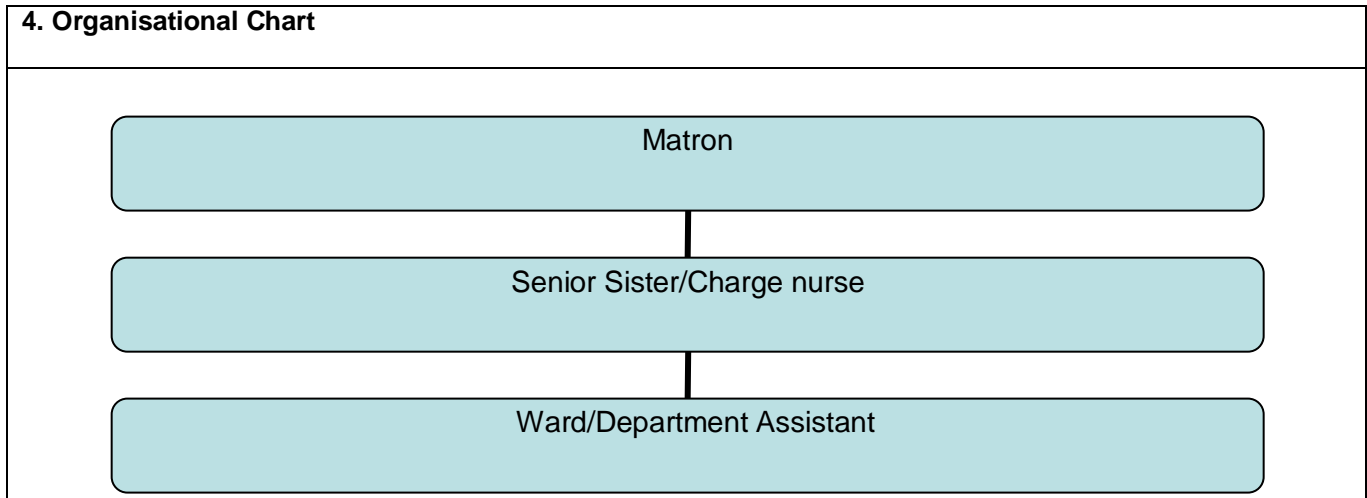 4. Organisational Chart
Matron
Senior Sister/Charge nurse
Ward/Department Assistant